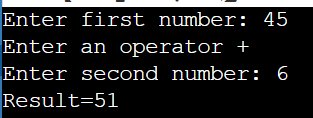 Enter first number: 45
Enter an operator +
Enter second number: 6
Result=51